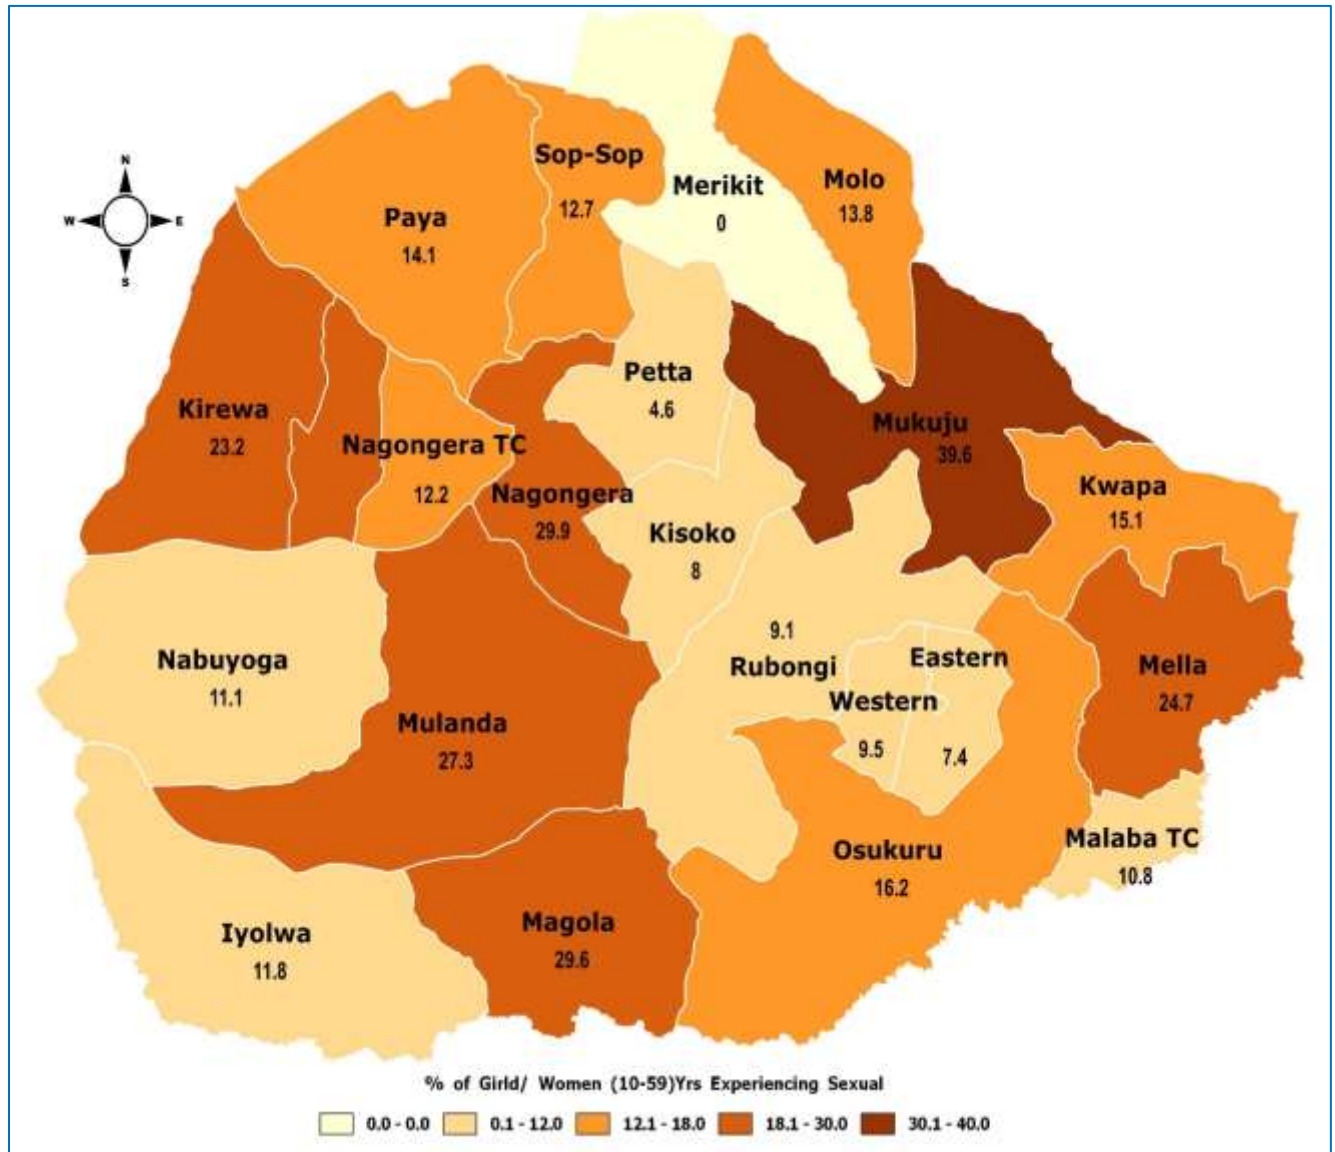 N
W E
S
Sop-Sop
12.7
Merikit
0
Molo
13.8
Paya
14.1
Petta
4.6
Kirewa
23.2
Mukuju
39.6
Nagongera TC
12.2
Nagongera
29.9
Kwapa
15.1
Kisoko
8
9.1
Rubongi
Eastern
7.4
Western
9.5
Nabuyoga
11.1
Mella
24.7
Mulanda
27.3
Malaba TC
10.8
Osukuru
16.2
Magola
29.6
Iyolwa
11.8
% of Girld/ Women (10-59)Yrs Experiencing Sexual
0.0 - 0.0 0.1 - 12.0 12.1 - 18.0 18.1 - 30.0 30.1 - 40.0